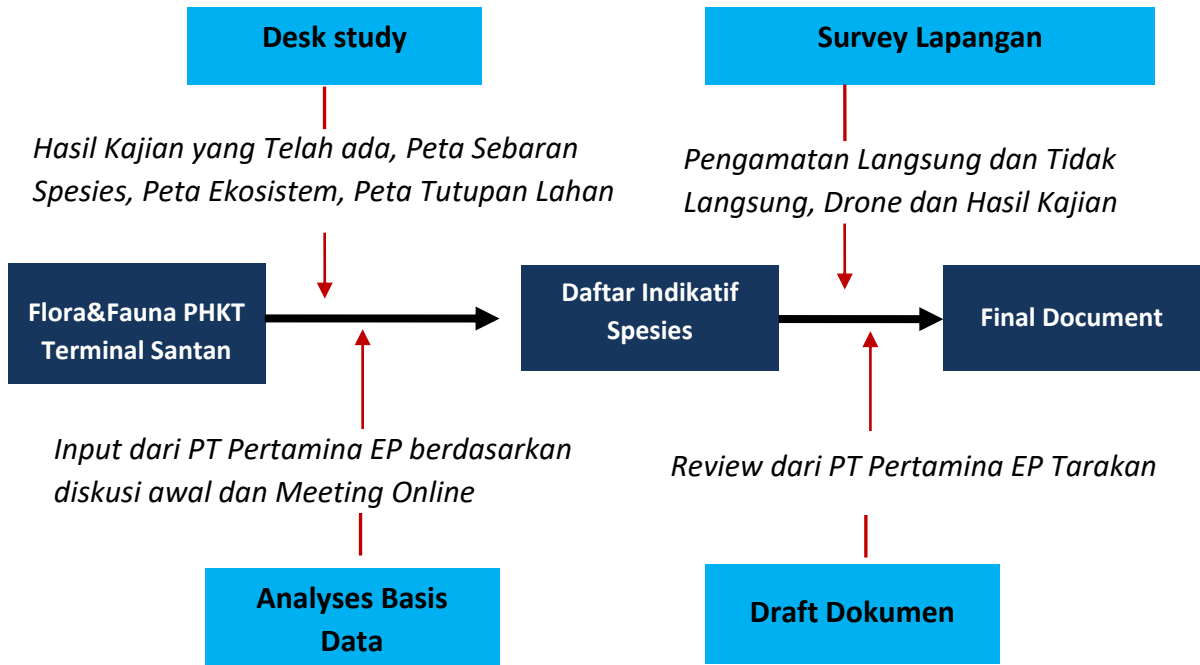 Desk study
Survey Lapangan
Hasil Kajian yang Telah ada, Peta Sebaran
Spesies, Peta Ekosistem, Peta Tutupan Lahan
Pengamatan Langsung dan Tidak
Langsung, Drone dan Hasil Kajian
Flora&Fauna PHKT
Terminal Santan
Daftar Indikatif
Spesies
Final Document
Input dari PT Pertamina EP berdasarkan
diskusi awal dan Meeting Online
Review dari PT Pertamina EP Tarakan
Analyses Basis
Data
Draft Dokumen